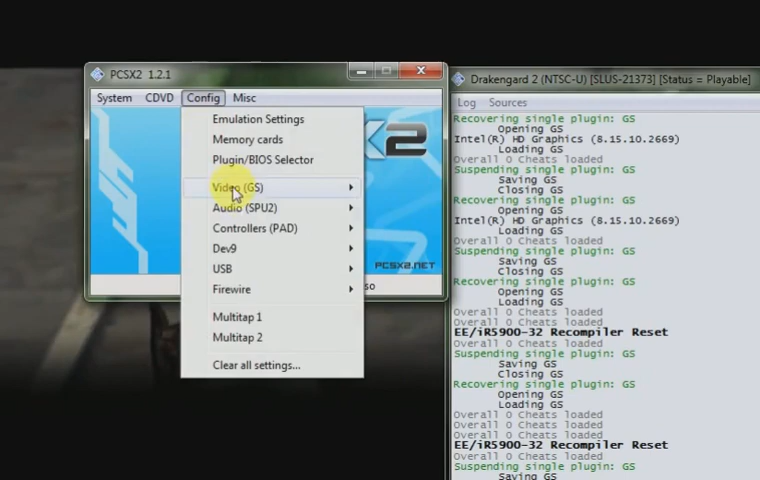 PCSX2 1.2.1
System CDVD Config Misc
Emulation Settings
Memory cards
Plugin/BIOS Selector
Video (GS)
Audio (SPU2)
Controllers (PAD)
Dev9
USB
Firewire
Multitap 1
Multitap 2
Clear all settings...
X2
PCSX2.NET
so
Drakengard 2 (NTSC-U) [SLUS-21373] [Status = Playable]
Log Sources
Recovering single plugin: GS
Opening GS
Intel(R) HD Graphics (8.15.10.2669)
Loading GS
Overall 0 Cheats loaded
Suspending single plugin: GS
Saving GS
Closing GS
Recovering single plugin: GS
Opening GS
Intel(R) HD Graphics (8.15.10.2669)
Loading GS
Overall 0 Cheats loaded
Suspending single plugin: GS
Saving GS
Closing GS
Recovering single plugin: GS
Opening GS
Loading GS
Overall 0 Cheats loaded
Overall 0 Cheats loaded
EE/iR5900-32 Recompiler Reset
Suspending single plugin: GS
Saving GS
Closing GS
Recovering single plugin: GS
Opening GS
Loading GS
Overall 0 Cheats loaded
Overall 0 Cheats loaded
Overall 0 Cheats loaded
EE/iR5900-32 Recompiler Reset
Overall 0 Cheats loaded
Suspending single plugin: GS
Saving GS